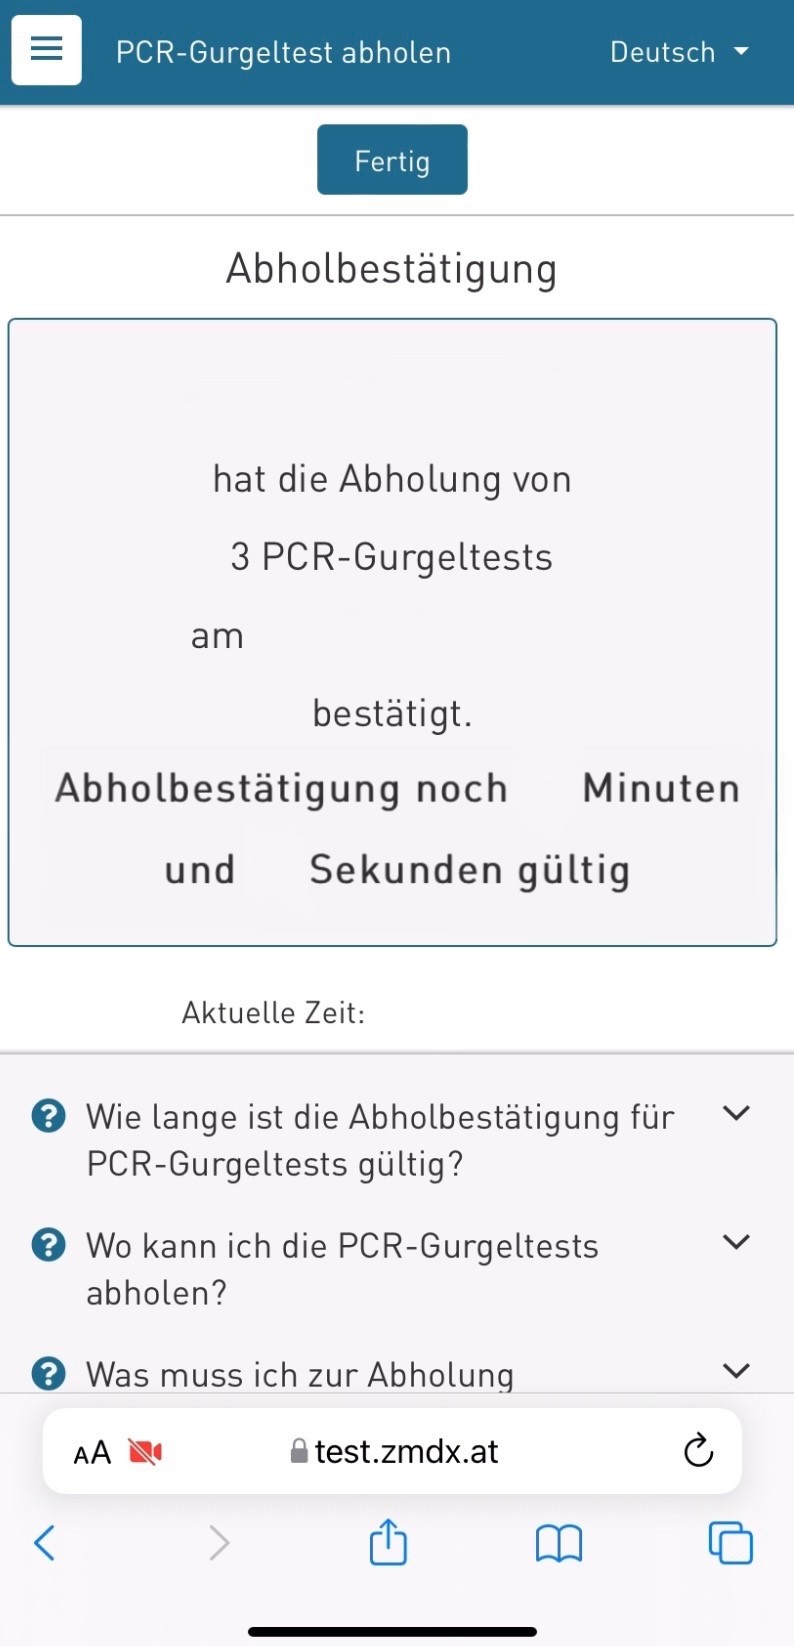 PCR-Gurgeltest abholen Deutsch
Fertig
Abholbestätigung
hat die Abholung von
3 PCR-Gurgeltests
am
bestätigt.
Abholbestätigung noch Minuten
und Sekunden gültig
Aktuelle Zeit:
Wie lange ist die Abholbestätigung für
PCR-Gurgeltests gültig?
Wo kann ich die PCR-Gurgeltests
abholen?
Was muss ich zur Abholung
AA test.zmdx.at